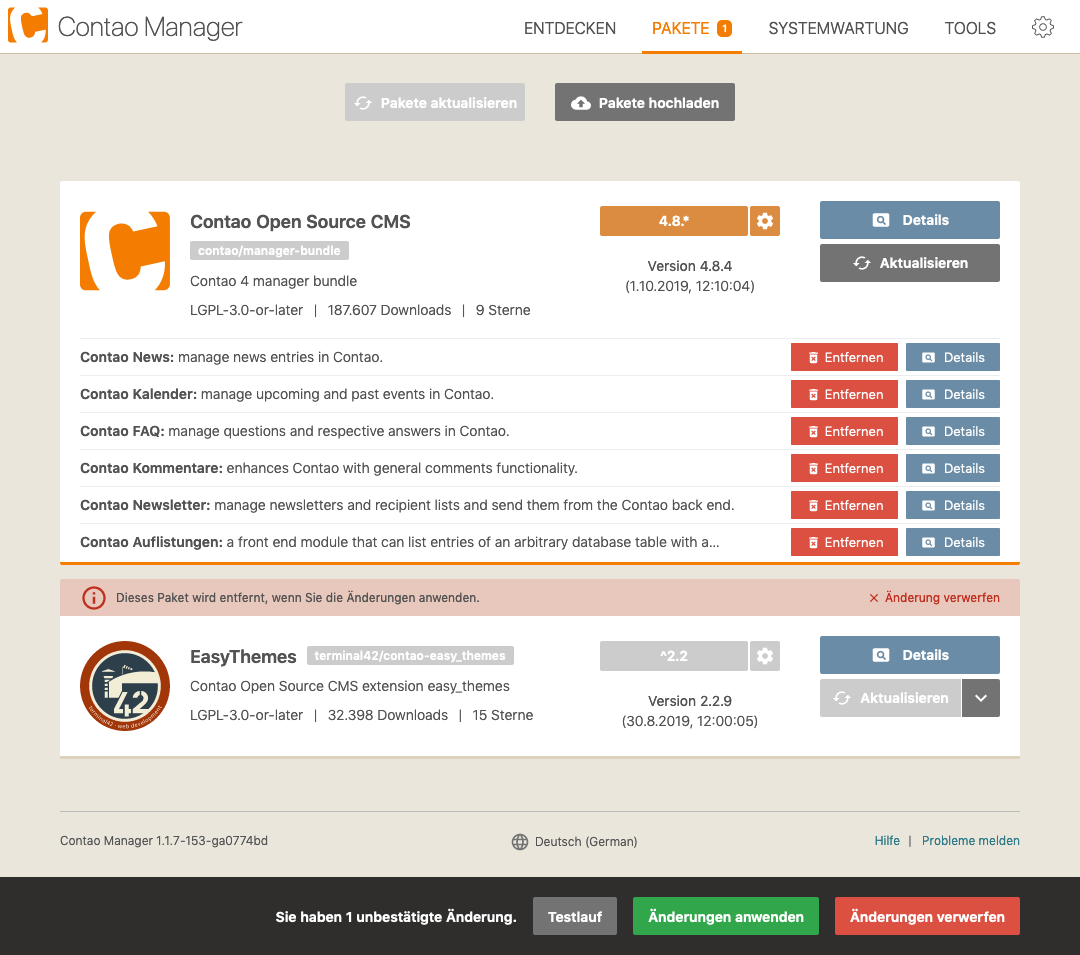 Contao Manager
ENTDECKEN
PAKETE 1
SYSTEMWARTUNG
TOOLS
Pakete aktualisieren
Pakete hochladen
Contao Open Source CMS
contao/manager-bundle
Contao 4 manager bundle
LGPL-3.0-or-later | 187.607 Downloads | 9 Sterne
4.8.*
Version 4.8.4
(1.10.2019, 12:10:04)
Details
Aktualisieren
Contao News: manage news entries in Contao.
Entfernen
Details
Contao Kalender: manage upcoming and past events in Contao.
Entfernen
Details
Contao FAQ: manage questions and respective answers in Contao.
Entfernen
Details
Contao Kommentare: enhances Contao with general comments functionality.
Entfernen
Details
Contao Newsletter: manage newsletters and recipient lists and send them from the Contao back end.
Entfernen
Details
Contao Auflistungen: a front end module that can list entries of an arbitrary database table with a...
Entfernen
Details
Dieses Paket wird entfernt, wenn Sie die Änderungen anwenden.
Änderung verwerfen
42
terminal42 - web development
EasyThemes
terminal42/contao-easy_themes
Contao Open Source CMS extension easy_themes
LGPL-3.0-or-later | 32.398 Downloads | 15 Sterne
^2.2
Version 2.2.9
(30.8.2019, 12:00:05)
Details
Aktualisieren
Contao Manager 1.1.7-153-ga0774bd
Deutsch (German)
Hilfe | Probleme melden
Sie haben 1 unbestätigte Änderung.
Testlauf
Änderungen anwenden
Änderungen verwerfen